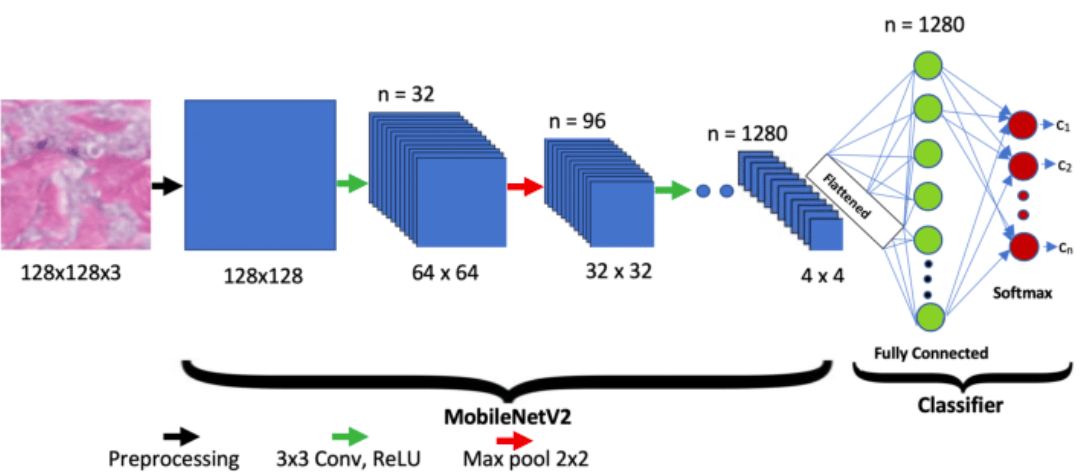 n = 1280
n = 32
n = 96
n = 1280
Flattened
c1
c2
cn
128x128x3
128x128
64 x 64
32 x 32
4 x 4
Softmax
Fully Connected
MobileNetV2
Classifier
Preprocessing
3x3 Conv, ReLU
Max pool 2x2